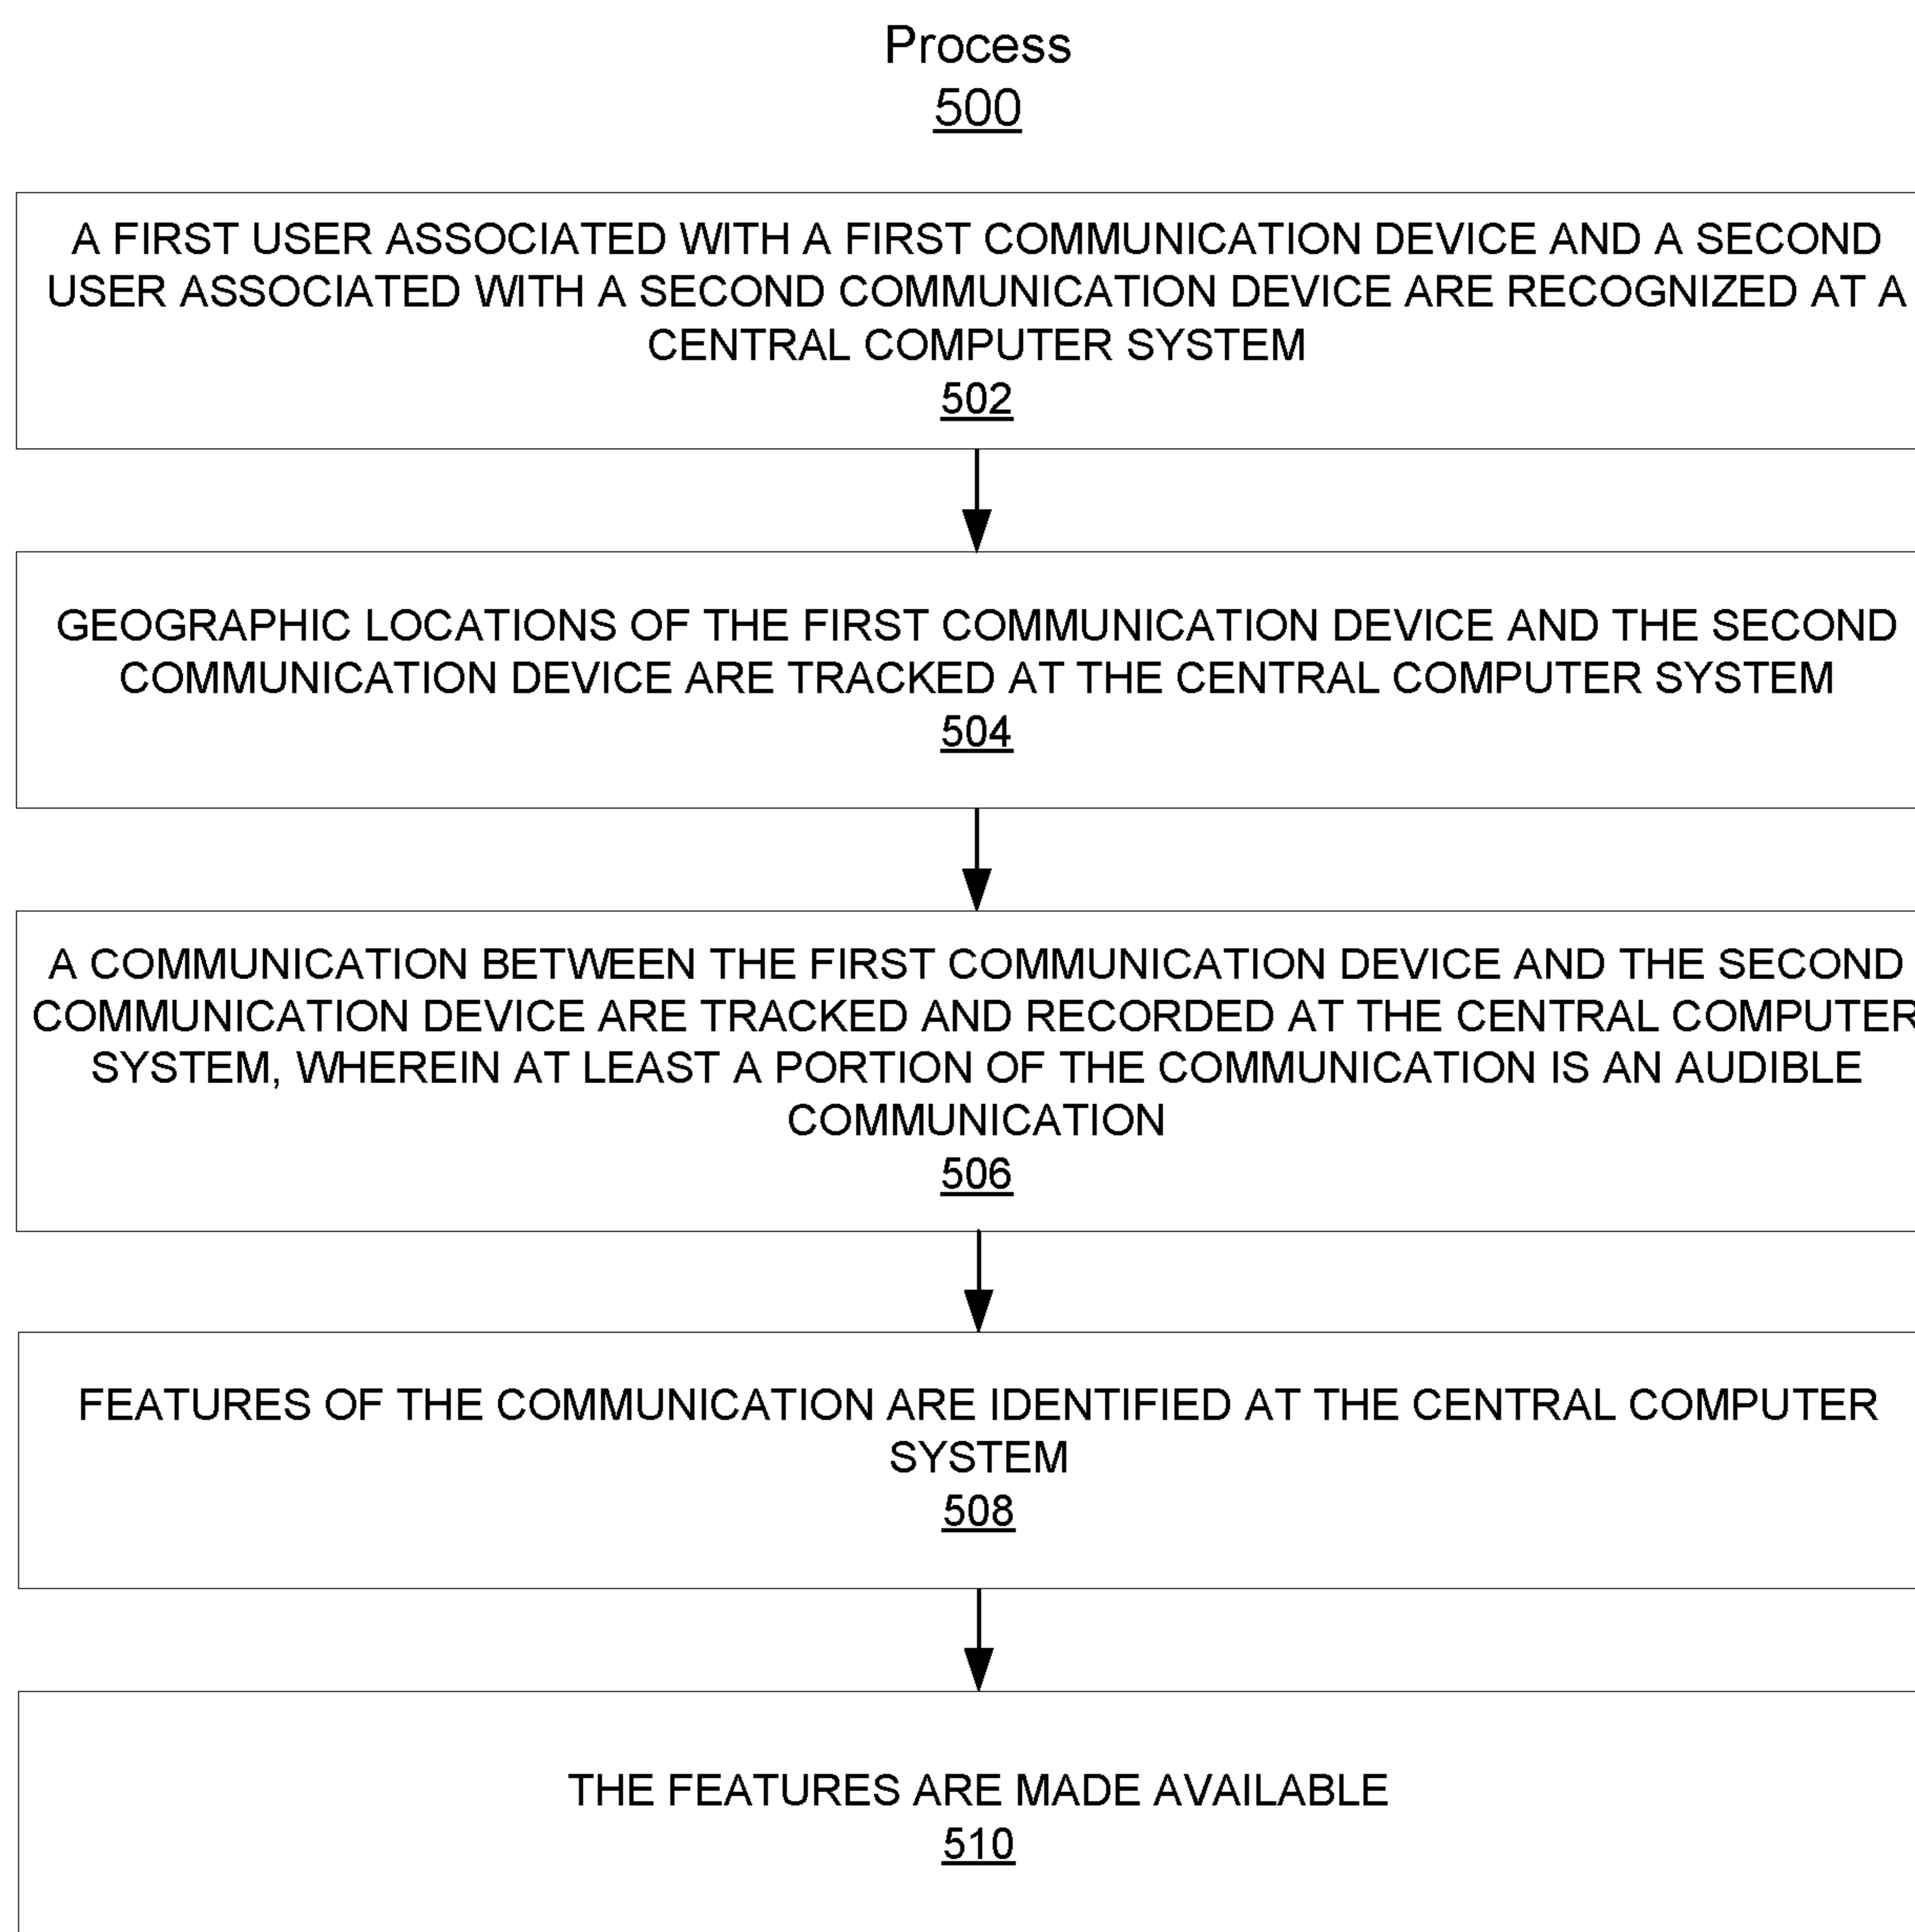 Process
500
A FIRST USER ASSOCIATED WITH A FIRST COMMUNICATION DEVICE AND A SECOND
USER ASSOCIATED WITH A SECOND COMMUNICATION DEVICE ARE RECOGNIZED AT A
CENTRAL COMPUTER SYSTEM
502
GEOGRAPHIC LOCATIONS OF THE FIRST COMMUNICATION DEVICE AND THE SECOND
COMMUNICATION DEVICE ARE TRACKED AT THE CENTRAL COMPUTER SYSTEM
504
A COMMUNICATION BETWEEN THE FIRST COMMUNICATION DEVICE AND THE SECOND
COMMUNICATION DEVICE ARE TRACKED AND RECORDED AT THE CENTRAL COMPUTER
SYSTEM, WHEREIN AT LEAST A PORTION OF THE COMMUNICATION IS AN AUDIBLE
COMMUNICATION
506
FEATURES OF THE COMMUNICATION ARE IDENTIFIED AT THE CENTRAL COMPUTER
SYSTEM
508
THE FEATURES ARE MADE AVAILABLE
510